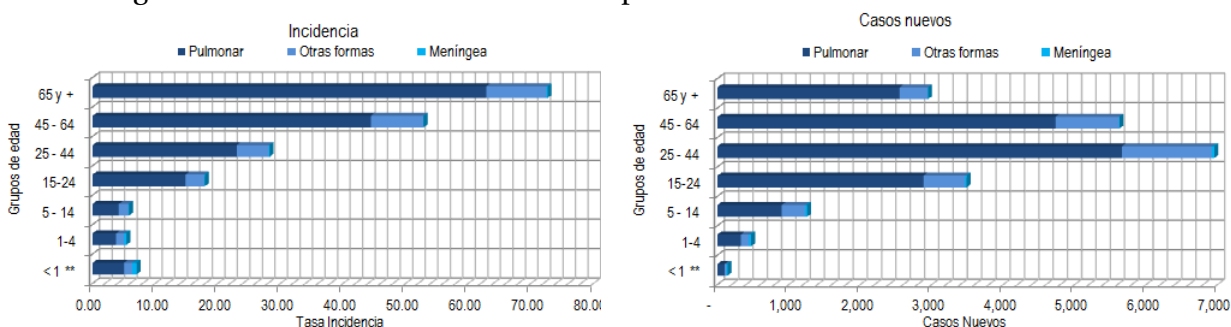 Incidencia
Pulmonar Otras formas Meníngea
Grupos de edad
65 y +
45 - 64
25 - 44
15-24
5 - 14
1-4
< 1 **
0.00 10.00 20.00 30.00 40.00 50.00 60.00 70.00 80.00
Tasa Incidencia
Casos nuevos
Pulmonar Otras formas Meníngea
Grupos de edad
65 y +
45 - 64
25 - 44
15-24
5 - 14
1-4
< 1 **
- 1,000 2,000 3,000 4,000 5,000 6,000 7,000
Casos Nuevos